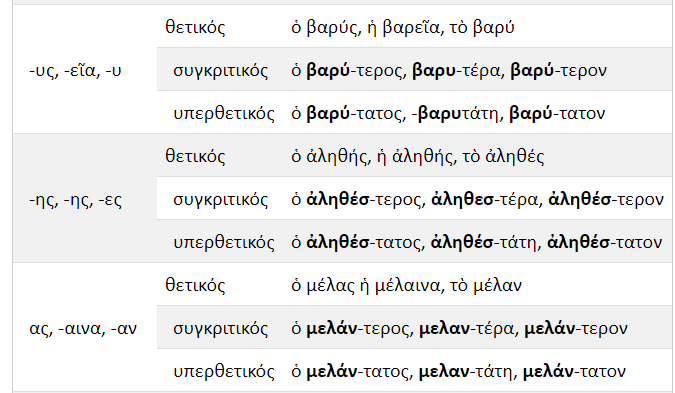 θετικός ὁ βαρύς, ἡ βαρεῖα, τὸ βαρύ
-υς, -εῖα, -υ συγκριτικός ὁ βαρύ-τερος, βαρυ-τέρα, βαρύ-τερον
υπερθετικός ὁ βαρύ-τατος, -βαρυτάτη, βαρύ-τατον
θετικός ὁ ἀληθής, ἡ ἀληθής, τὸ ἀληθές
-ης, -ης, -ες συγκριτικός ὁ ἀληθέσ-τερος, ἀληθεσ-τέρα, ἀληθέσ-τερον
υπερθετικός ὁ ἀληθέσ-τατος, ἀληθέσ-τάτη, ἀληθέσ-τατον
θετικός ὁ μέλας ἡ μέλαινα, τὸ μέλαν
ας, -αινα, -αν συγκριτικός ὁ μελάν-τερος, μελαν-τέρα, μελάν-τερον
υπερθετικός ὁ μελάν-τατος, μελαν-τάτη, μελάν-τατον